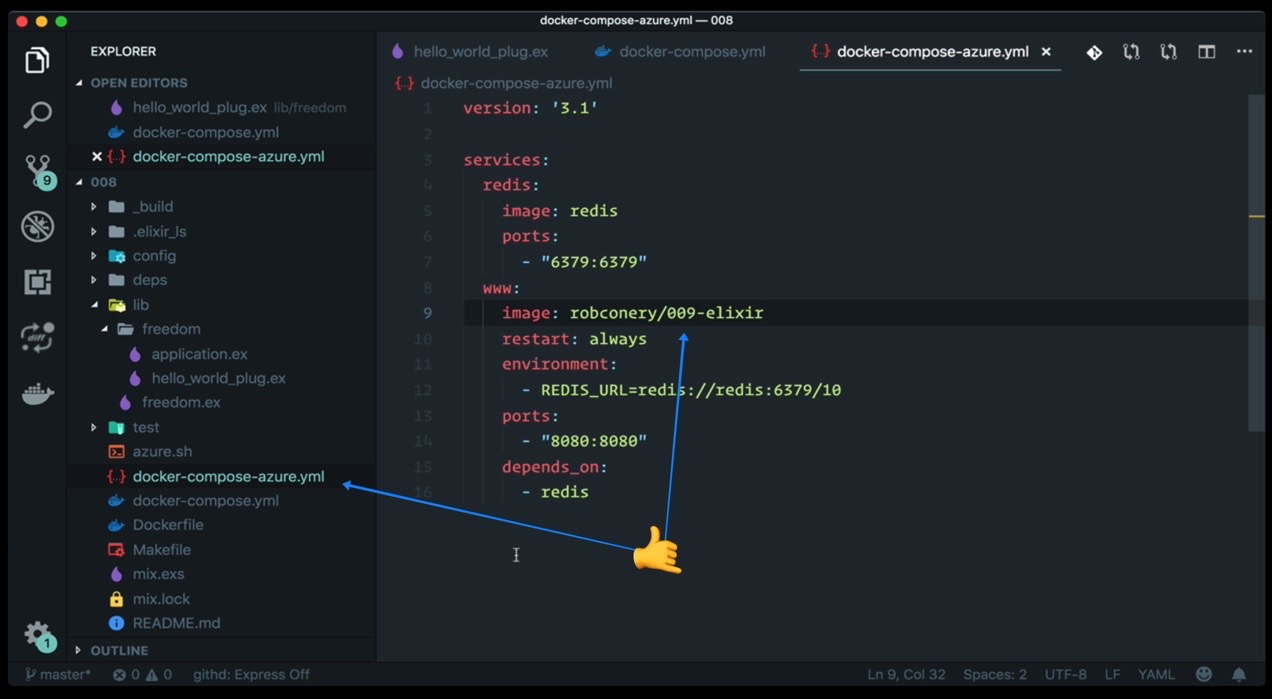 docker-compose-azure.yml — 008
EXPLORER
OPEN EDITORS
hello_world_plug.ex lib/freedom
docker-compose.yml
docker-compose-azure.yml
008
_build
.elixir_ls
config
deps
lib
freedom
application.ex
hello_world_plug.ex
freedom.ex
test
azure.sh
docker-compose-azure.yml
docker-compose.yml
Dockerfile
Makefile
mix.exs
mix.lock
README.md
OUTLINE
9
diff
1
hello_world_plug.ex docker-compose.yml {..} docker-compose-azure.yml ×
{..} docker-compose-azure.yml
1 version: '3.1'
2
3 services:
4 redis:
5 image: redis
6 ports:
7 - "6379:6379"
8 www:
9 image: robconery/009-elixir
10 restart: always
11 environment:
12 - REDIS_URL=redis://redis:6379/10
13 ports:
14 - "8080:8080"
15 depends_on:
16 - redis
master* 0 0 githd: Express Off Ln 9, Col 32 Spaces: 2 UTF-8 LF YAML